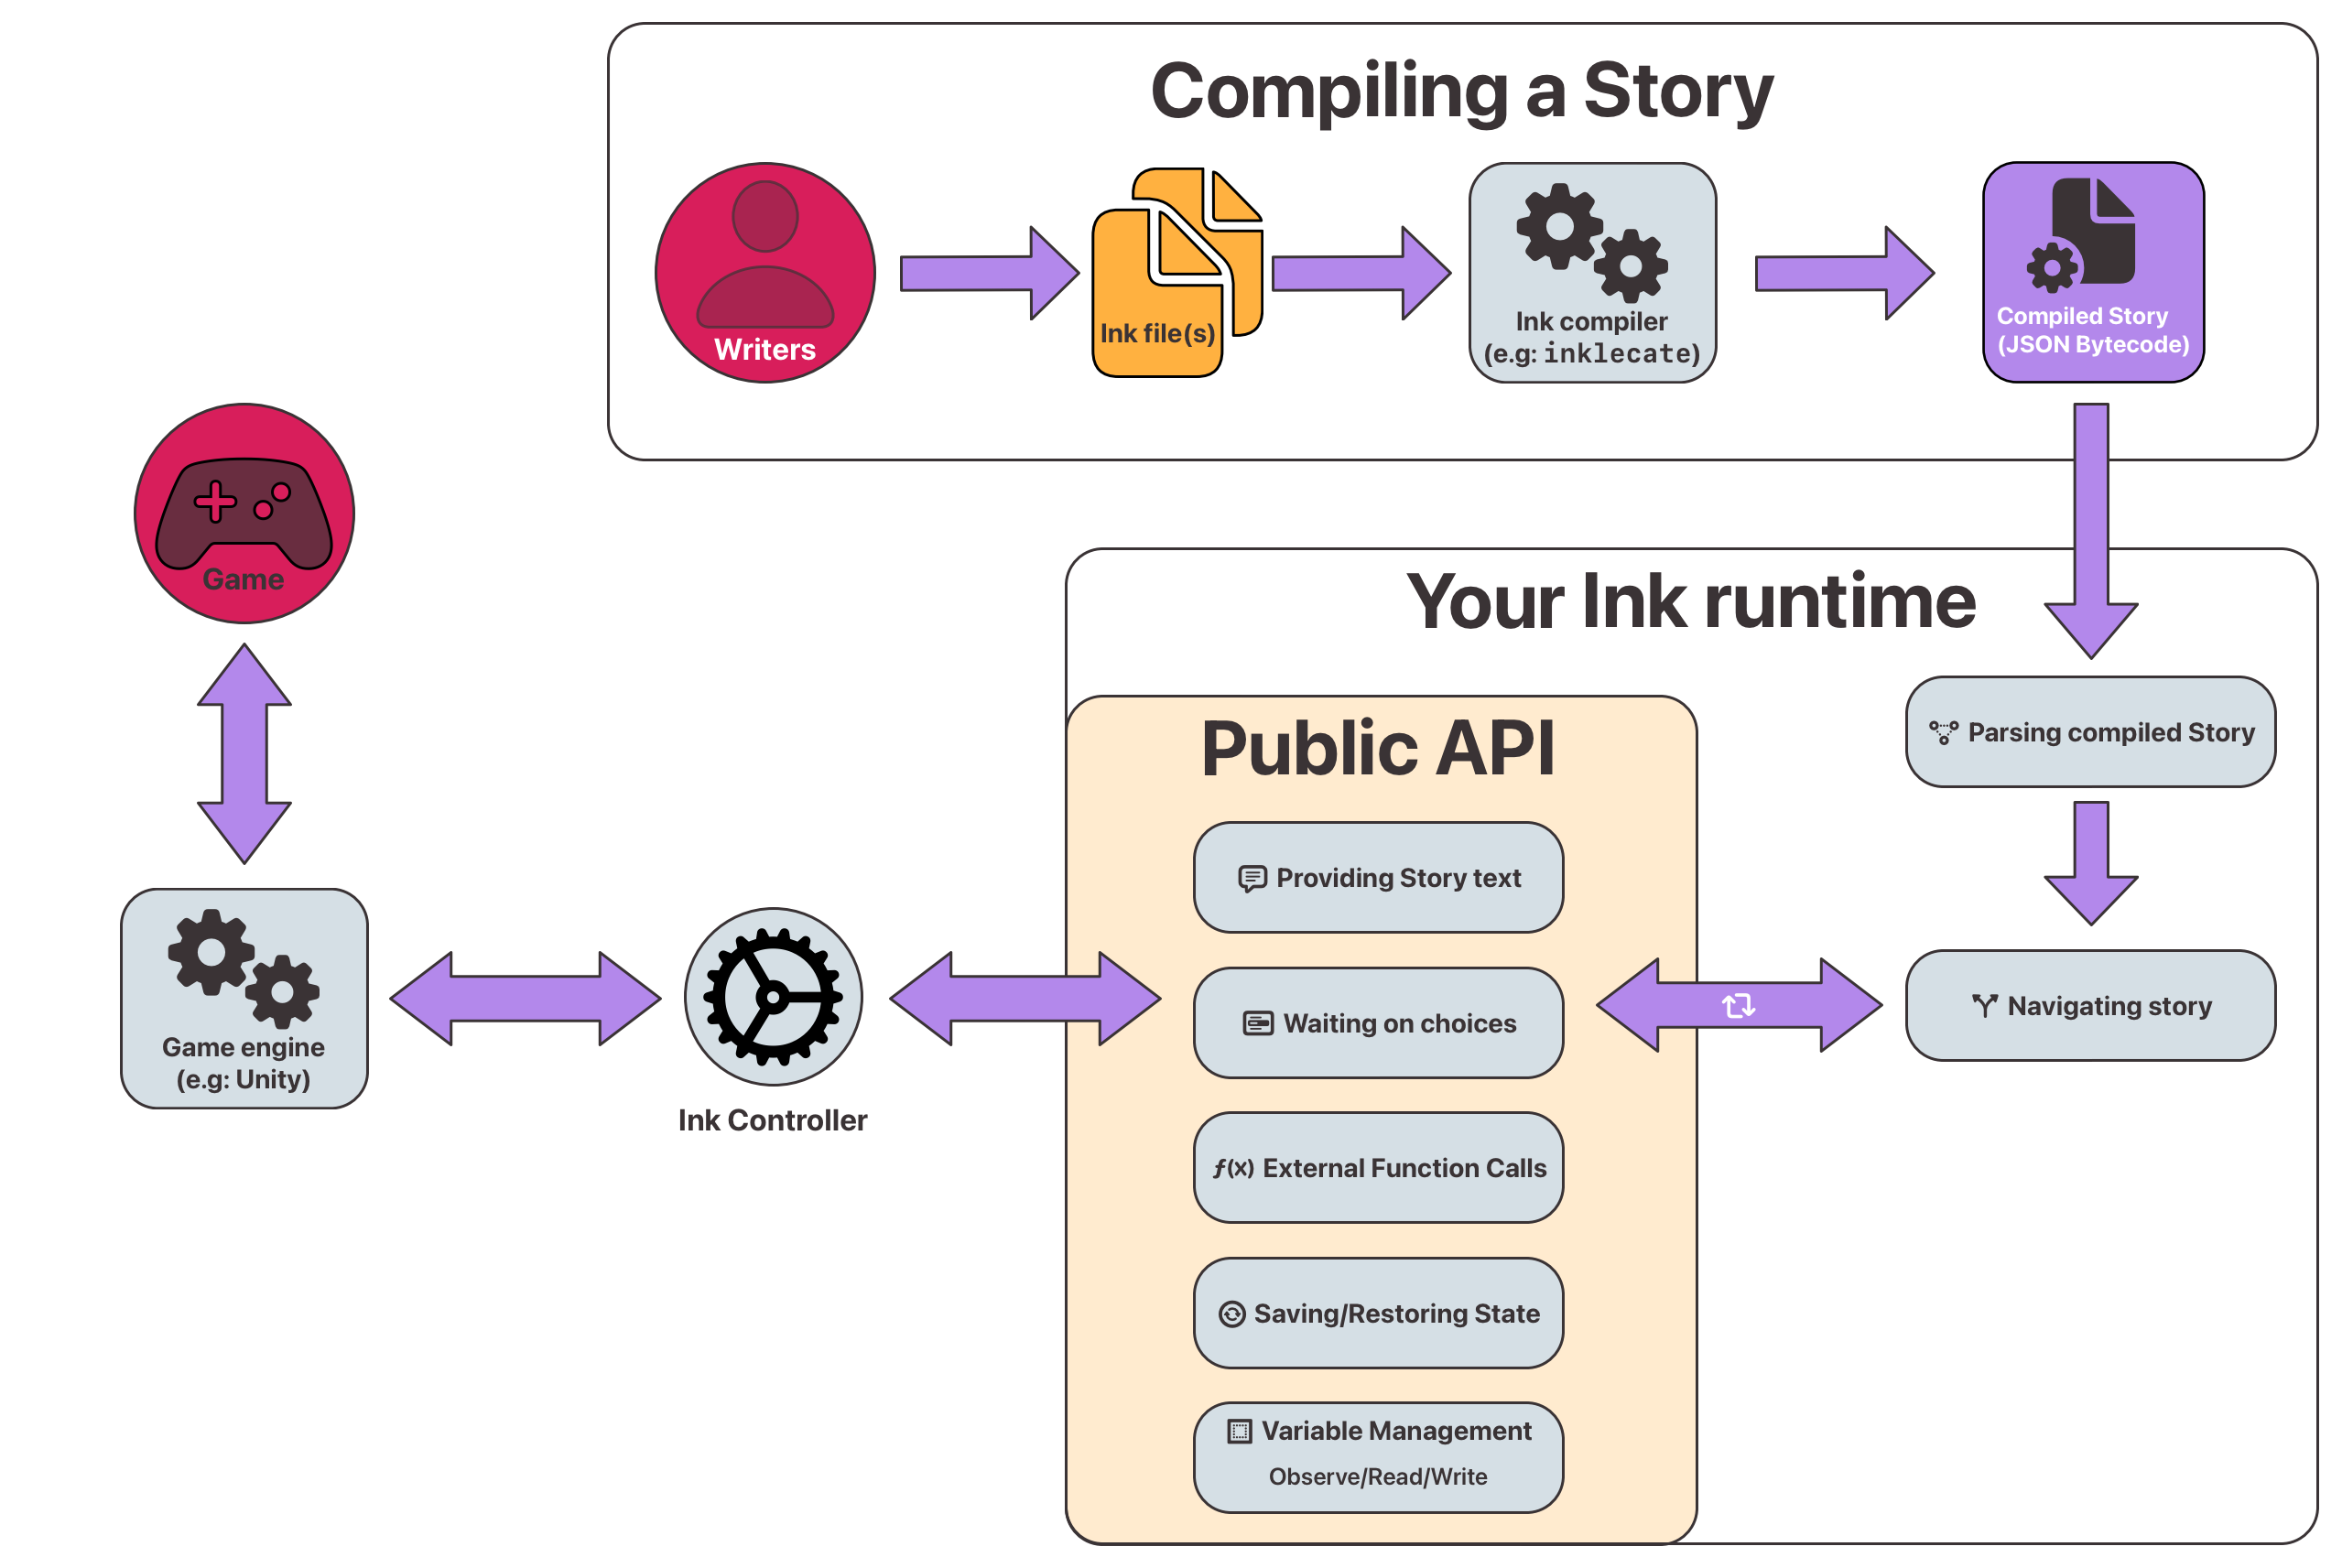 Compiling a Story
Writers
Ink file(s)
Ink compiler
(e.g: inklecate)
Compiled Story
(JSON Bytecode)
Game
Game engine
(e.g: Unity)
Ink Controller
Your Ink runtime
Public API
Providing Story text
Waiting on choices
ƒ(x) External Function Calls
Saving/Restoring State
Variable Management
Observe/Read/Write
Parsing compiled Story
Navigating story